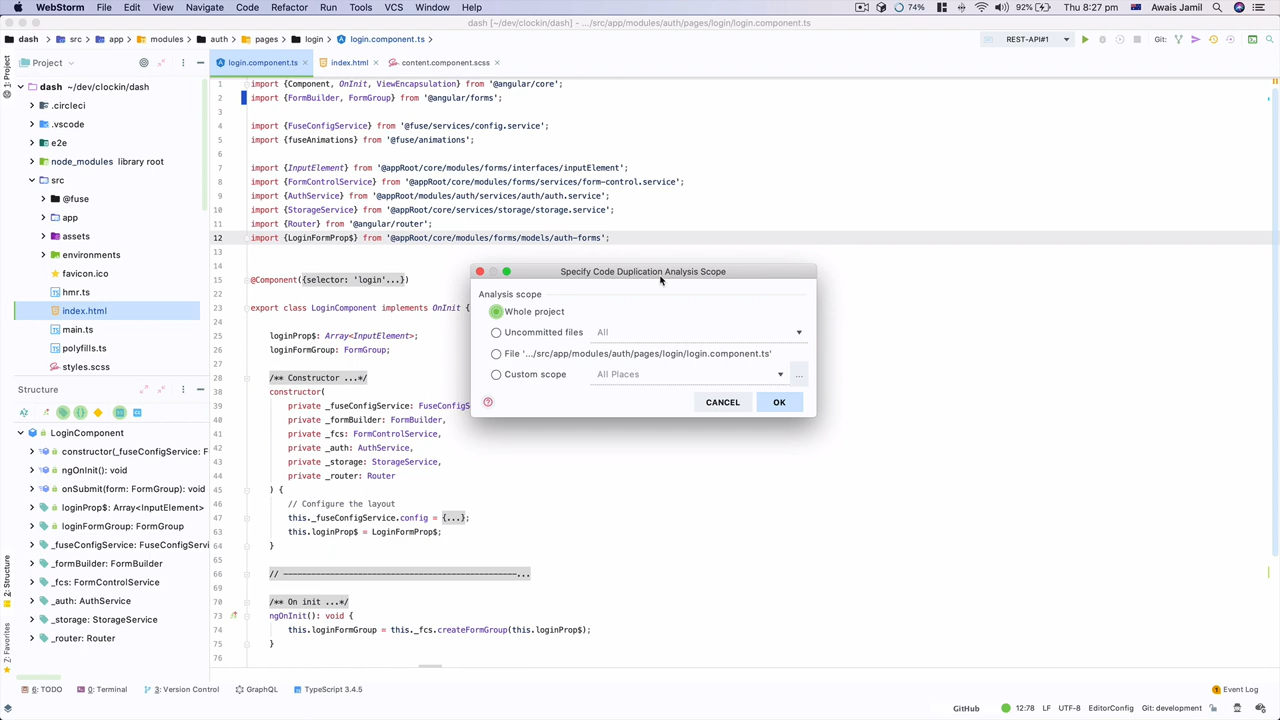 WebStorm File Edit View Navigate Code Refactor Run Tools VCS Window Help 74% 92% Thu 8:27 pm Awais Jamil
dash [~/dev/clockin/dash] - .../src/app/modules/auth/pages/login/login.component.ts
dash src app modules auth pages login login.component.ts REST-API#1 Git:
1: Project
Project
login.component.ts index.html content.component.scss
dash ~/dev/clockin/dash
.circleci
.vscode
e2e
node_modules library root
src
@fuse
app
assets
environments
favicon.ico
hmr.ts
index.html
main.ts
polyfills.ts
styles.css
Structure
LoginComponent
constructor(_fuseConfigService: F
ngOnInit(): void
onSubmit(form: FormGroup): void
loginProp$: Array<InputElement>
loginFormGroup: FormGroup
_fuseConfigService: FuseConfigServi
_formBuilder: FormBuilder
_fcs: FormControlService
_auth: AuthService
_storage: StorageService
_router: Router
Z: Structure
Z: Favorites
1 import {Component, OnInit, ViewEncapsulation} from '@angular/core';
2 import {FormBuilder, FormGroup} from '@angular/forms';
3
4 import {FuseConfigService} from '@fuse/services/config.service';
5 import {fuseAnimations} from '@fuse/animations';
6
7 import {InputElement} from '@appRoot/core/modules/forms/interfaces/inputElement';
8 import {FormControlService} from '@appRoot/core/modules/forms/services/form-control.service';
9 import {AuthService} from '@appRoot/core/modules/auth/services/auth/auth.service';
10 import {StorageService} from '@appRoot/core/services/storage/storage.service';
11 import {Router} from '@angular/router';
12 import {LoginFormProp$} from '@appRoot/core/modules/forms/models/auth-forms';
13
14
15 @Component({selector: 'login'...})
23 export class LoginComponent implements OnInit {
25 loginProp$: Array<InputElement>;
26 loginFormGroup: FormGroup;
28 /** Constructor ...*/
38 constructor(
39 private _fuseConfigService: FuseConfigS
40 private _formBuilder: FormBuilder,
41 private _fcs: FormControlService,
42 private _auth: AuthService,
43 private _storage: StorageService,
44 private _router: Router
45 ) {
46 // Configure the layout
47 this._fuseConfigService.config = {...};
63 this.loginProp$ = LoginFormProp$;
64 }
65
66 // -----------------------------------------------------...
69
70 /** On init ...*/
73 ngOnInit(): void {
74 this.loginFormGroup = this._fcs.createFormGroup(this.loginProp$);
75 }
Specify Code Duplication Analysis Scope
Analysis scope
Whole project
Uncommitted files All
File '.../src/app/modules/auth/pages/login/login.component.ts'
Custom scope All Places ...
? CANCEL OK
6: TODO 0: Terminal 3: Version Control GraphQL TypeScript 3.4.5 1 Event Log
GitHub 12:78 LF UTF-8 EditorConfig Git: development